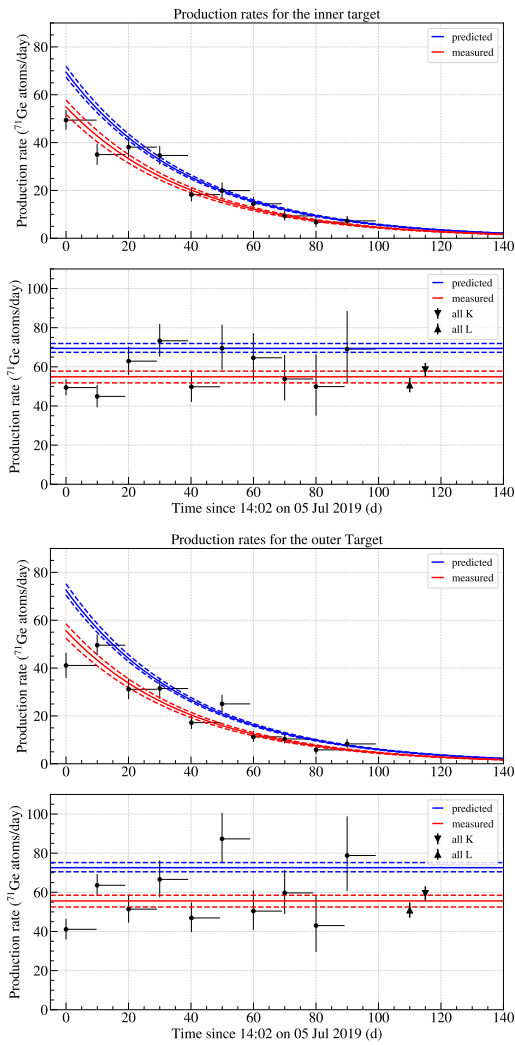 Production rates for the inner target
Production rate (⁷¹Ge atoms/day)
80
60
40
20
0
predicted
measured
0 20 40 60 80 100 120 140
Production rate (⁷¹Ge atoms/day)
100
80
60
40
20
0
predicted
measured
all K
all L
0 20 40 60 80 100 120 140
Time since 14:02 on 05 Jul 2019 (d)
Production rates for the outer Target
Production rate (⁷¹Ge atoms/day)
80
60
40
20
0
predicted
measured
0 20 40 60 80 100 120 140
Production rate (⁷¹Ge atoms/day)
100
80
60
40
20
0
predicted
measured
all K
all L
0 20 40 60 80 100 120 140
Time since 14:02 on 05 Jul 2019 (d)